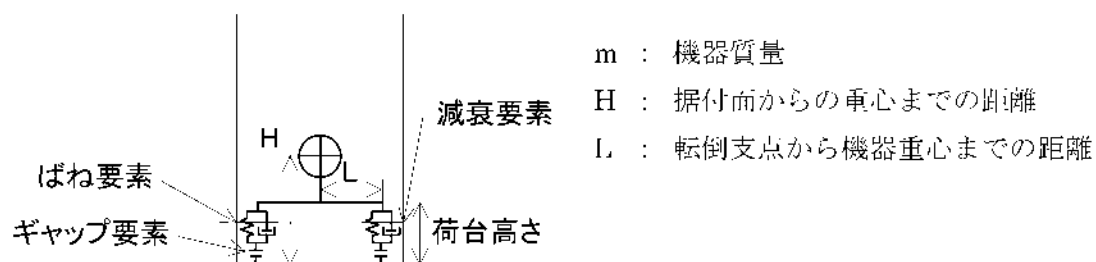 m : 機器質量
H : 据付面からの重心までの距離
L : 転倒支点から機器重心までの距離
減衰要素
H
L
ばね要素
ギャップ要素
荷台高さ